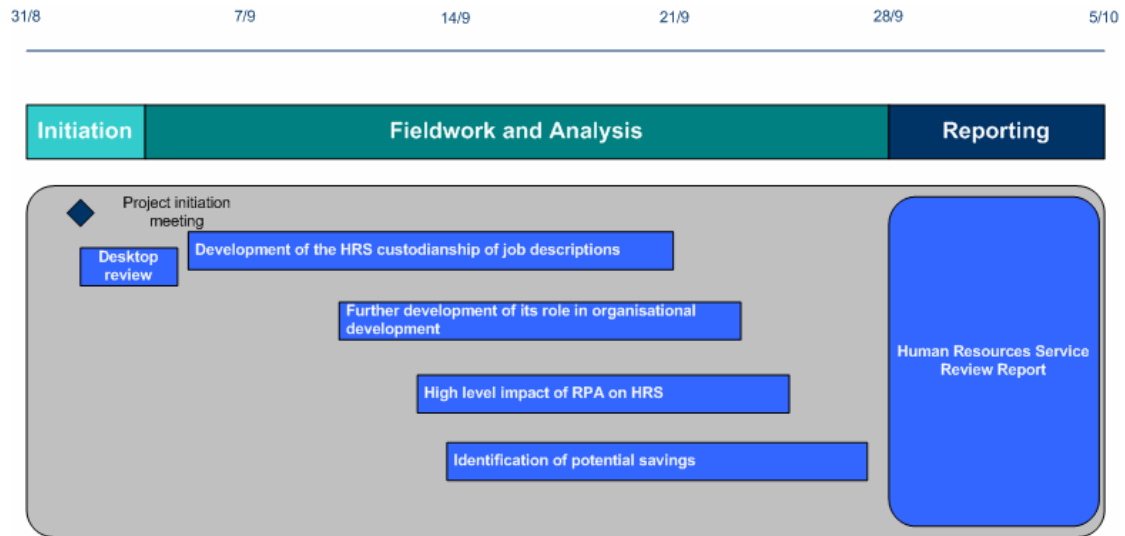 31/8 7/9 14/9 21/9 28/9 5/10
Initiation Fieldwork and Analysis Reporting
Project initiation
meeting
Desktop
review
Development of the HRS custodianship of job descriptions
Further development of its role in organisational
development
High level impact of RPA on HRS
Identification of potential savings
Human Resources Service
Review Report